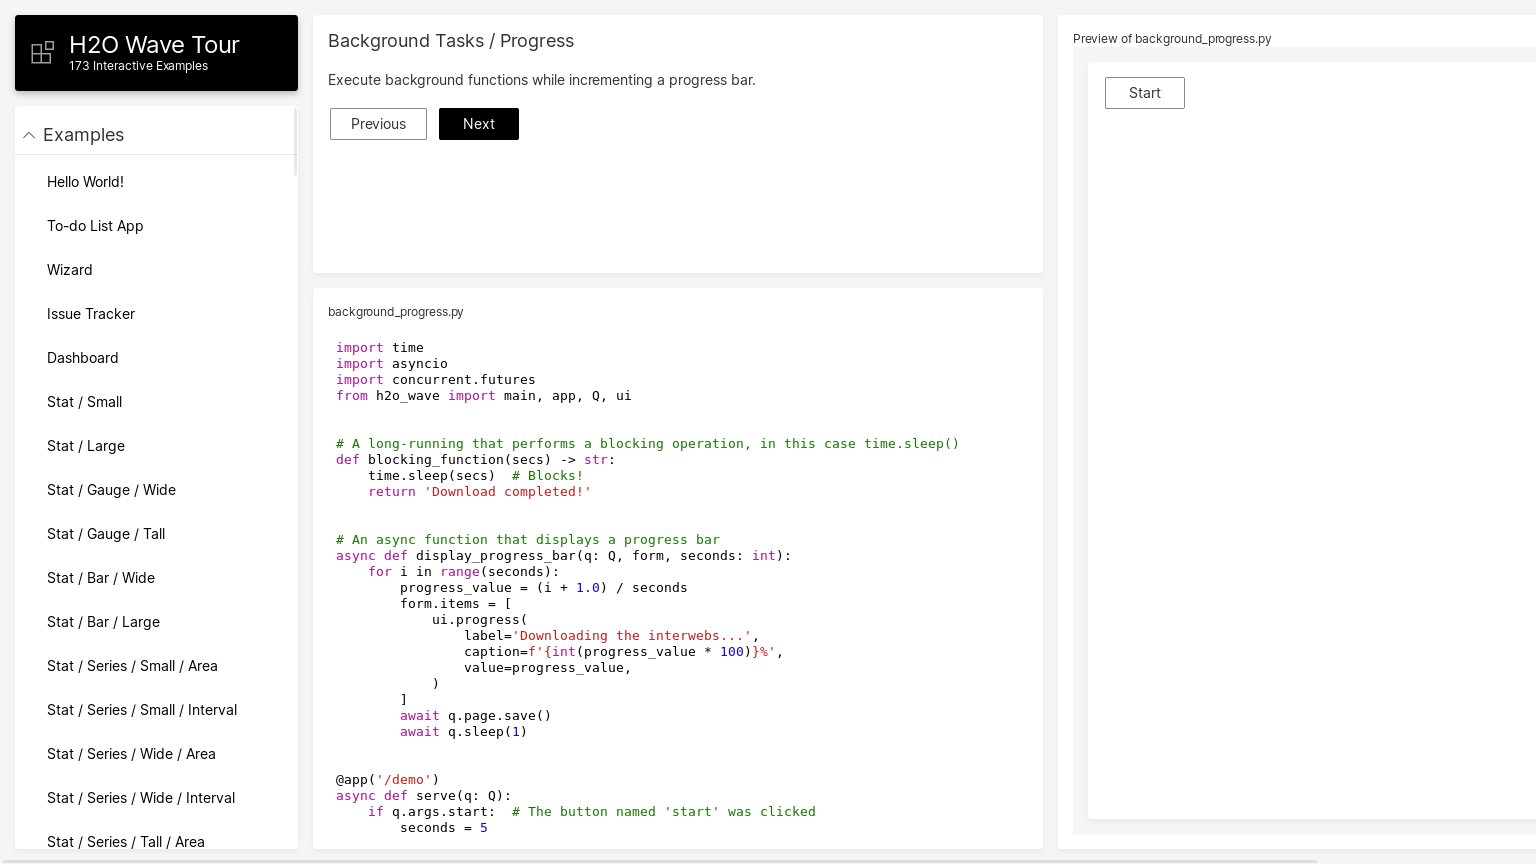 H2O Wave Tour
173 Interactive Examples
Examples
Hello World!
To-do List App
Wizard
Issue Tracker
Dashboard
Stat / Small
Stat / Large
Stat / Gauge / Wide
Stat / Gauge / Tall
Stat / Bar / Wide
Stat / Bar / Large
Stat / Series / Small / Area
Stat / Series / Small / Interval
Stat / Series / Wide / Area
Stat / Series / Wide / Interval
Stat / Series / Tall / Area
Background Tasks / Progress
Execute background functions while incrementing a progress bar.
Previous
Next
background_progress.py
import time
import asyncio
import concurrent.futures
from h2o_wave import main, app, Q, ui
# A long-running that performs a blocking operation, in this case time.sleep()
def blocking_function(secs) -> str:
    time.sleep(secs)  # Blocks!
    return 'Download completed!'
# An async function that displays a progress bar
async def display_progress_bar(q: Q, form, seconds: int):
    for i in range(seconds):
        progress_value = (i + 1.0) / seconds
        form.items = [
            ui.progress(
                label='Downloading the interwebs...',
                caption=f'{int(progress_value * 100)}%',
                value=progress_value,
            )
        ]
        await q.page.save()
        await q.sleep(1)
@app('/demo')
async def serve(q: Q):
    if q.args.start:  # The button named 'start' was clicked
        seconds = 5
Preview of background_progress.py
Start